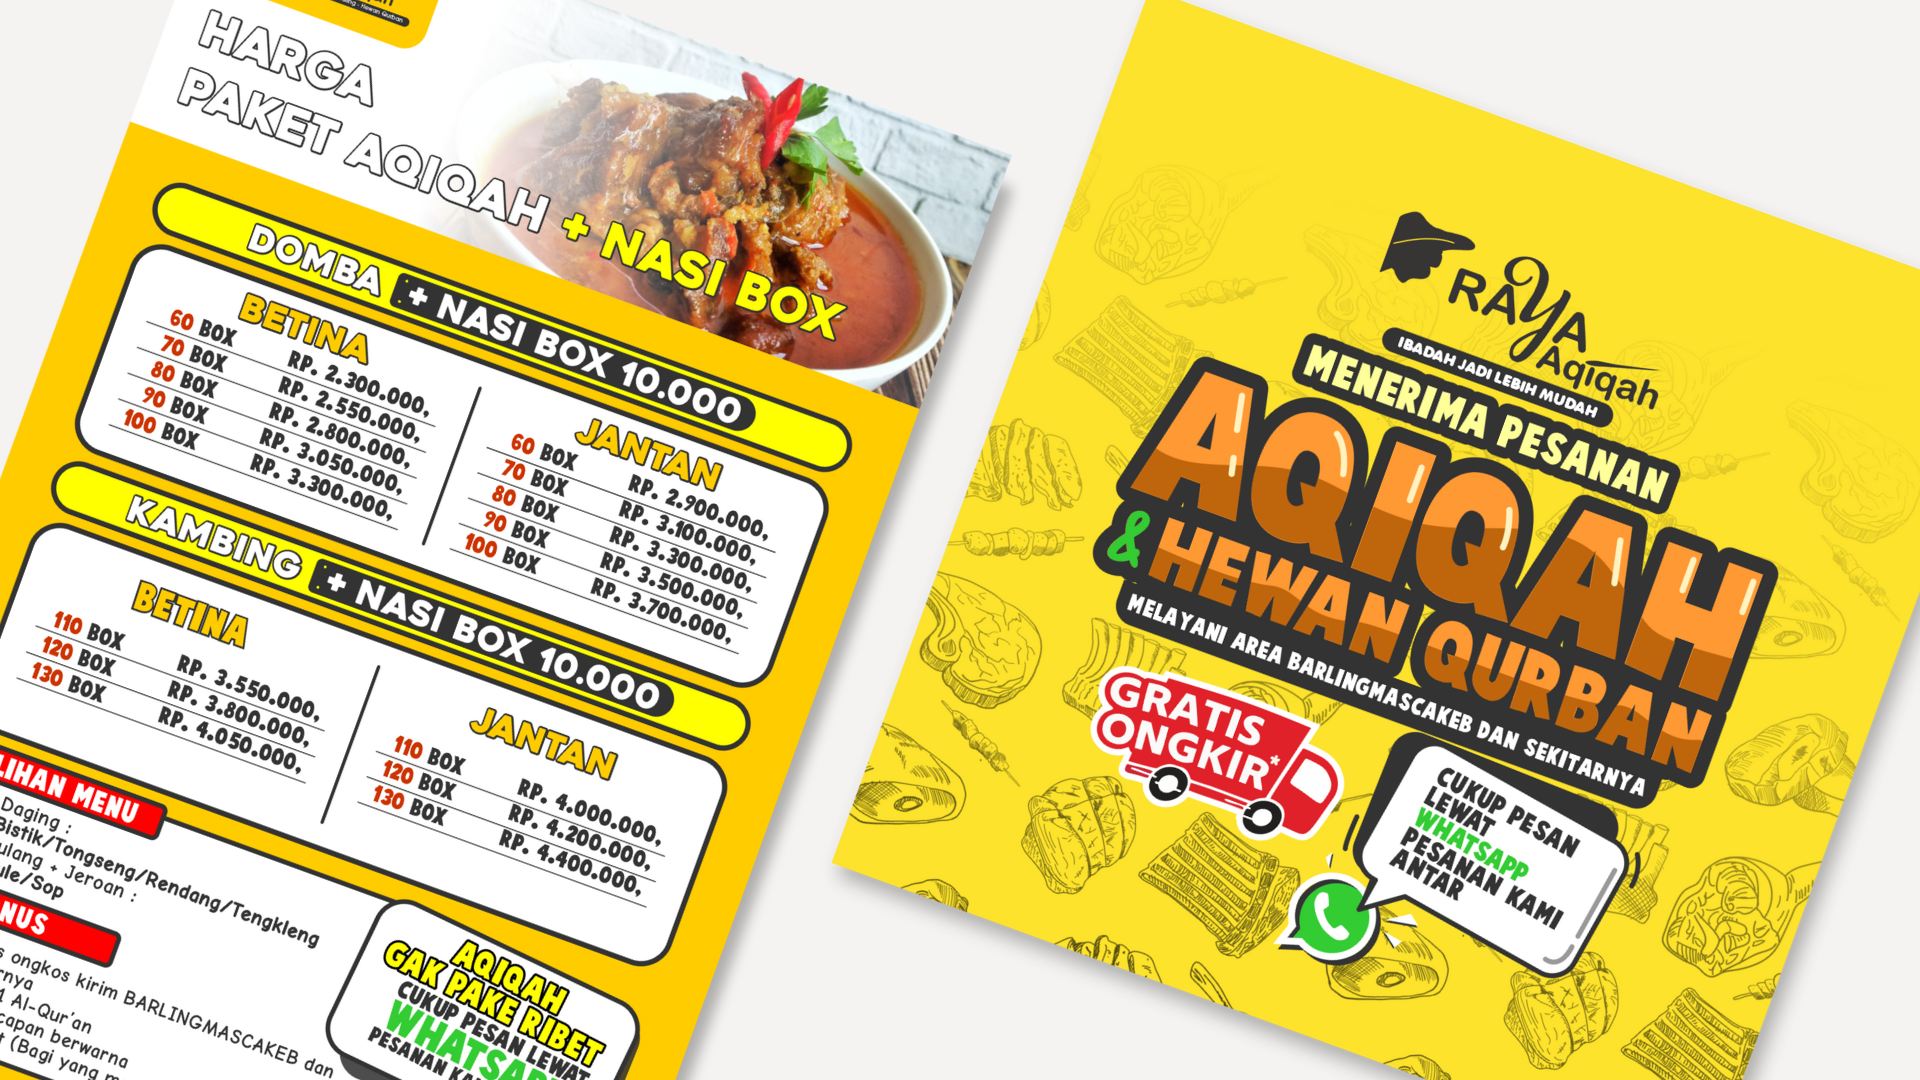 - Hewan Qurban
HARGA
PAKET AQIQAH + NASI BOX
DOMBA + NASI BOX 10.000
BETINA
60 BOX RP. 2.300.000,
70 BOX RP. 2.550.000,
80 BOX RP. 2.800.000,
90 BOX RP. 3.050.000,
100 BOX RP. 3.300.000,
JANTAN
60 BOX RP. 2.900.000,
70 BOX RP. 3.100.000,
80 BOX RP. 3.300.000,
90 BOX RP. 3.500.000,
100 BOX RP. 3.700.000,
KAMBING + NASI BOX 10.000
BETINA
110 BOX RP. 3.550.000,
120 BOX RP. 3.800.000,
130 BOX RP. 4.050.000,
JANTAN
110 BOX RP. 4.000.000,
120 BOX RP. 4.200.000,
130 BOX RP. 4.400.000,
LIHAN MENU
Daging :
Bistik/Tongseng/Rendang/Tengkleng
ulang + Jeroan :
ule/Sop
NUS
s ongkos kirim BARLINGMASCAKEB dan
rnya
1 Al-Qur'an
capan berwarna
t (Bagi yang m
AQIQAH
GAK PAKE RIBET
CUKUP PESAN LEWAT
WHATSAP
PESANAN KA
RAYA
Aqiqah
IBADAH JADI LEBIH MUDAH
MENERIMA PESANAN
AQIQAH
& HEWAN QURBAN
MELAYANI AREA BARLINGMASCAKEB DAN SEKITARNYA
GRATIS
ONGKIR*
CUKUP PESAN
LEWAT
WHATSAPP
PESANAN KAMI
ANTAR